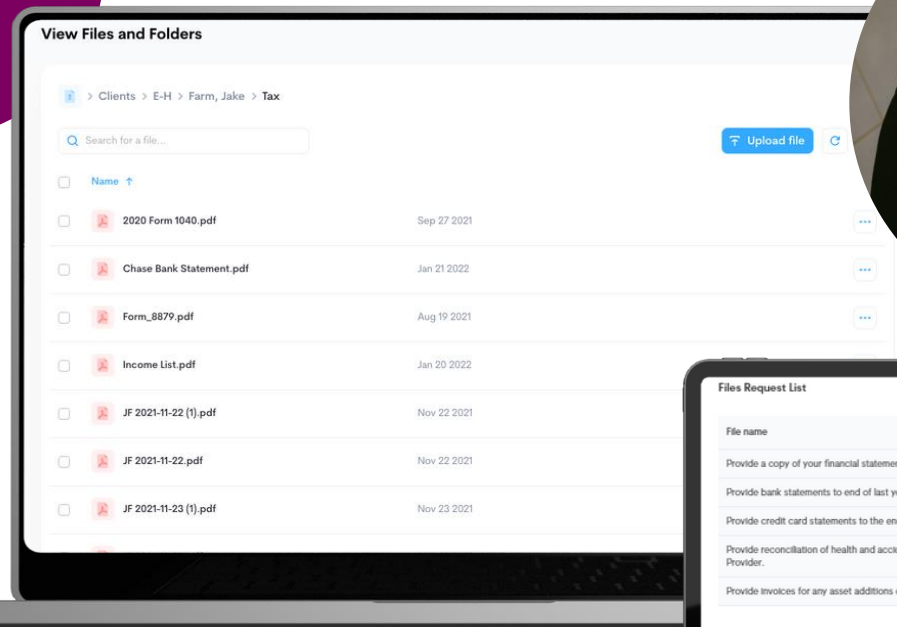 View Files and Folders
> Clients > E-H > Farm, Jake > Tax
Search for a file...
Upload file
Name ↑
2020 Form 1040.pdf Sep 27 2021
Chase Bank Statement.pdf Jan 21 2022
Form_8879.pdf Aug 19 2021
Income List.pdf Jan 20 2022
JF 2021-11-22 (1).pdf Nov 22 2021
JF 2021-11-22.pdf Nov 22 2021
JF 2021-11-23 (1).pdf Nov 23 2021
Files Request List
File name
Provide a copy of your financial
Provide bank statements to end of last
Provide credit card statements to the
Provide reconciliation of health and
Provider.
Provide invoices for any asset additions